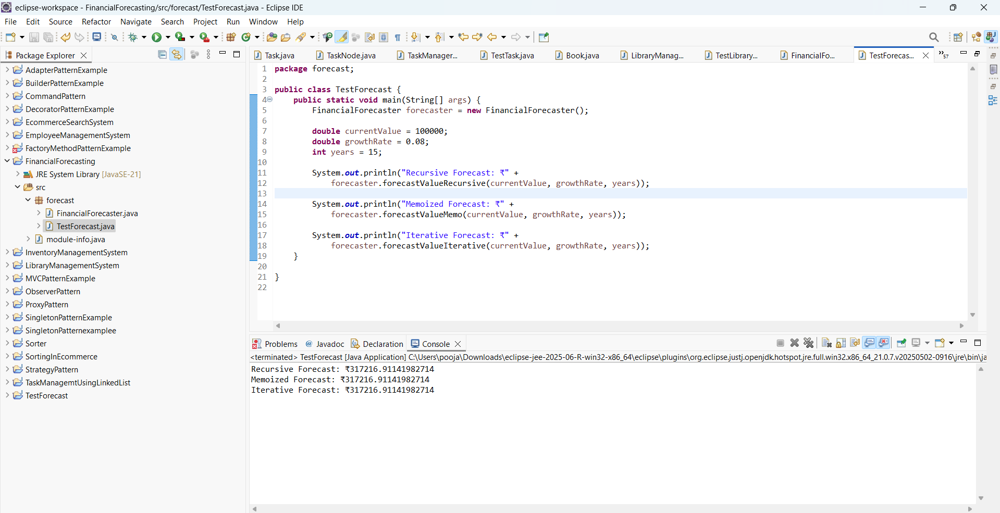 eclipse-workspace - FinancialForecasting/src/forecast/TestForecast.java - Eclipse IDE
File Edit Source Refactor Navigate Search Project Run Window Help
Package Explorer
AdapterPatternExample
BuilderPatternExample
CommandPattern
DecoratorPatternExample
EcommerceSearchSystem
EmployeeManagementSystem
FactoryMethodPatternExample
FinancialForecasting
JRE System Library [JavaSE-21]
src
forecast
FinancialForecaster.java
TestForecast.java
module-info.java
InventoryManagementSystem
LibraryManagementSystem
MVCPatternExample
ObserverPattern
ProxyPattern
SingletonPatternExample
SingletonPatternexamplee
Sorter
SortingInEcommerce
StrategyPattern
TaskManagemtUsingLinkedList
TestForecast
Task.java TaskNode.java TaskManager... TestTask.java Book.java LibraryManag... TestLibrary... FinancialFo... TestForecas... »57
1 package forecast;
2
3 public class TestForecast {
4 public static void main(String[] args) {
5 FinancialForecaster forecaster = new FinancialForecaster();
6
7 double currentValue = 100000;
8 double growthRate = 0.08;
9 int years = 15;
10
11 System.out.println("Recursive Forecast: ₹" +
12 forecaster.forecastValueRecursive(currentValue, growthRate, years));
13
14 System.out.println("Memoized Forecast: ₹" +
15 forecaster.forecastValueMemo(currentValue, growthRate, years));
16
17 System.out.println("Iterative Forecast: ₹" +
18 forecaster.forecastValueIterative(currentValue, growthRate, years));
19 }
20
21 }
22
Problems Javadoc Declaration Console
<terminated> TestForecast [Java Application] C:\Users\pooja\Downloads\eclipse-jee-2025-06-R-win32-x86_64\eclipse\plugins\org.eclipse.justj.openjdk.hotspot.jre.full.win32.x86_64_21.0.7.v20250502-0916\jre\bin\ja
Recursive Forecast: ₹317216.91141982714
Memoized Forecast: ₹317216.91141982714
Iterative Forecast: ₹317216.91141982714